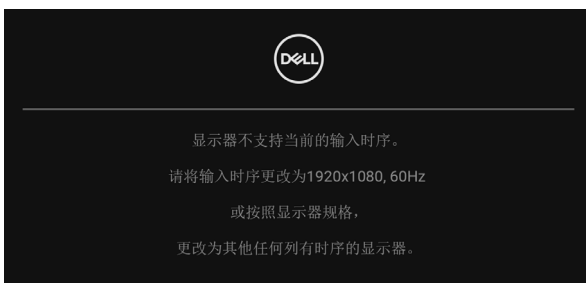 DELL
显示器不支持当前的输入时序。
请将输入时序更改为1920x1080, 60Hz
或按照显示器规格，
更改为其他任何列有时序的显示器。